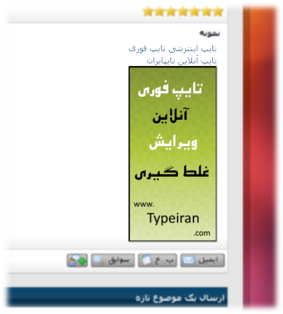 نمونه
تایپ اینترنتی تایپ فوری
تایپ آنلاین تایپایران
تایپ فوری
آنلاین
ویرایش
غلط گیری
www.
Typeiran
.com
ایمیل
پ . خ
سوابق
ارسال یک موضوع تازه